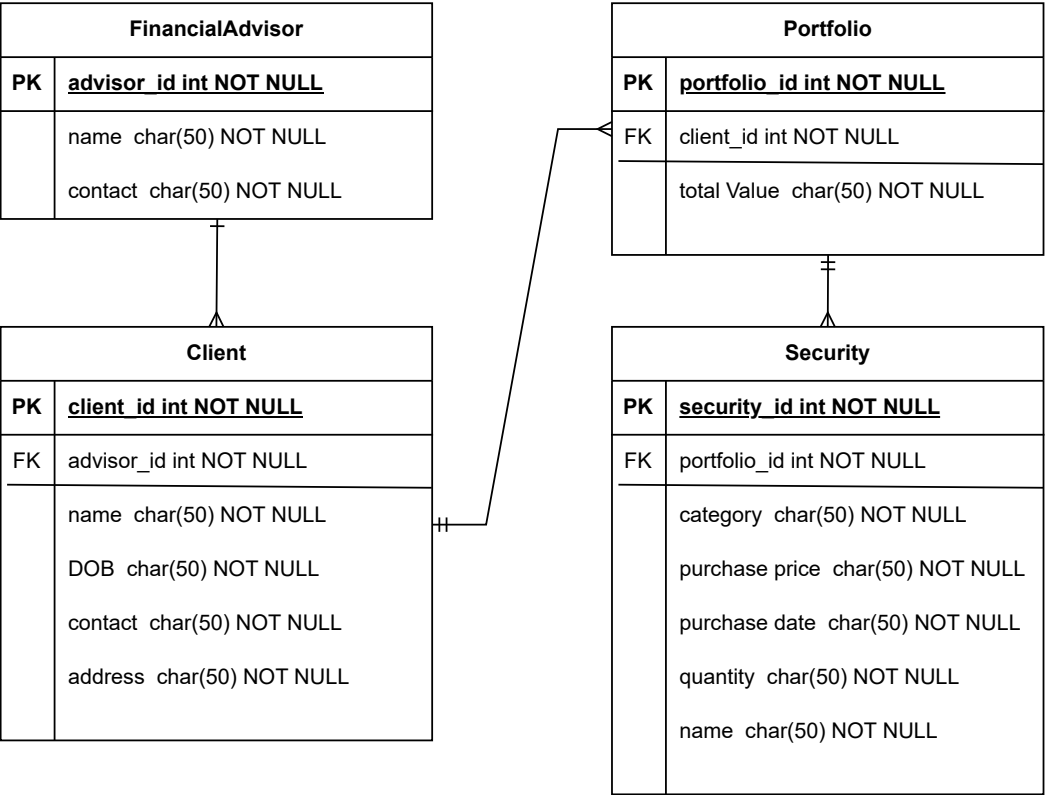 FinancialAdvisor
PK advisor_id int NOT NULL
name char(50) NOT NULL
contact char(50) NOT NULL
Client
PK client_id int NOT NULL
FK advisor_id int NOT NULL
name char(50) NOT NULL
DOB char(50) NOT NULL
contact char(50) NOT NULL
address char(50) NOT NULL
Portfolio
PK portfolio_id int NOT NULL
FK client_id int NOT NULL
total Value char(50) NOT NULL
Security
PK security_id int NOT NULL
FK portfolio_id int NOT NULL
category char(50) NOT NULL
purchase price char(50) NOT NULL
purchase date char(50) NOT NULL
quantity char(50) NOT NULL
name char(50) NOT NULL